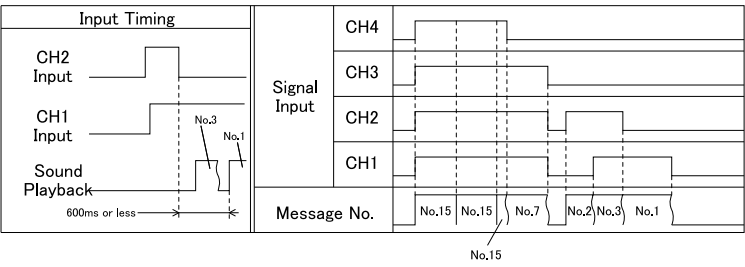 Input Timing
CH2
Input
CH1
Input
No.3
No.1
Sound
Playback
600ms or less
Signal
Input
CH4
CH3
CH2
CH1
Message No.
No.15 No.15 No.7 No.2 No.3 No.1
No.15